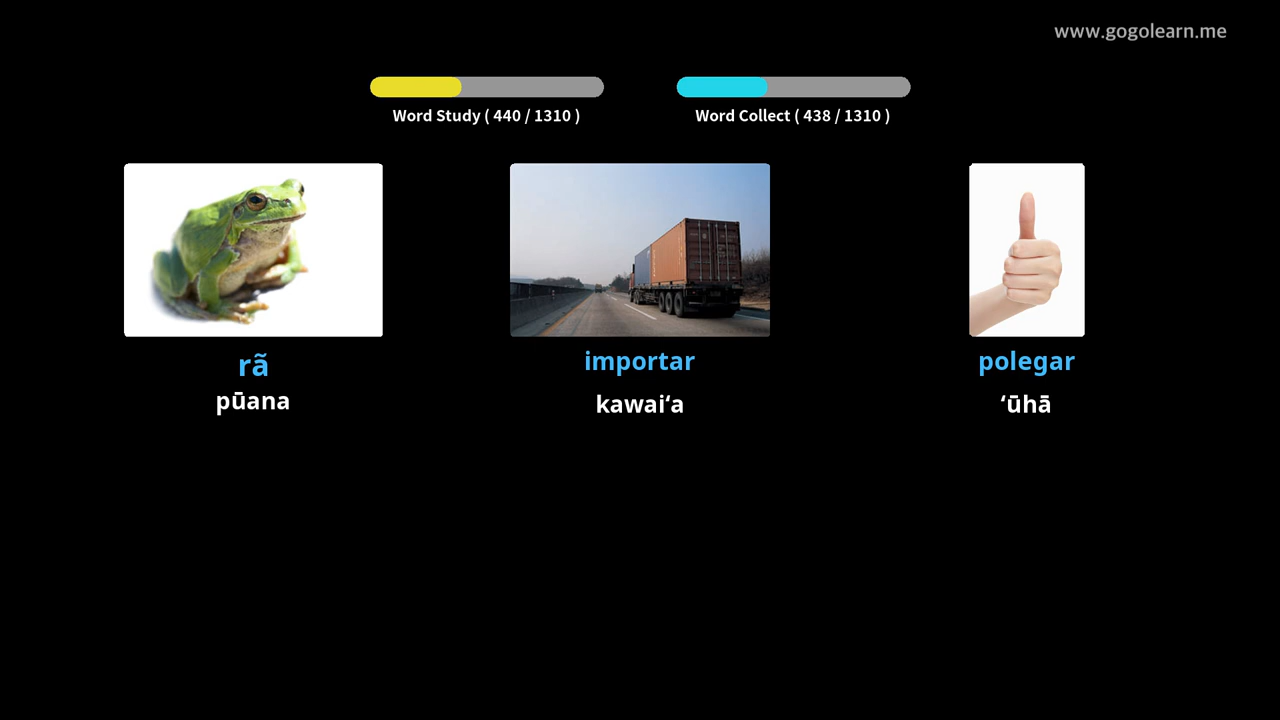 www.gogolearn.me
Word Study ( 440 / 1310 )
Word Collect ( 438 / 1310 )
rã
pūana
importar
kawaiʻa
polegar
ʻūhā